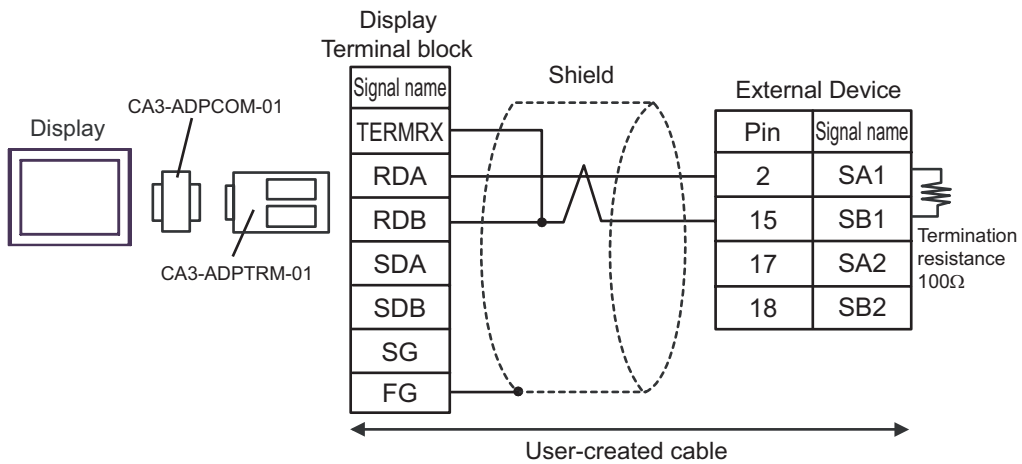 Display
Terminal block
Signal name
TERMRX
RDA
RDB
SDA
SDB
SG
FG
Shield
External Device
Pin Signal name
2 SA1
15 SB1
17 SA2
18 SB2
Termination
resistance
100Ω
Display
CA3-ADPCOM-01
CA3-ADPTRM-01
User-created cable